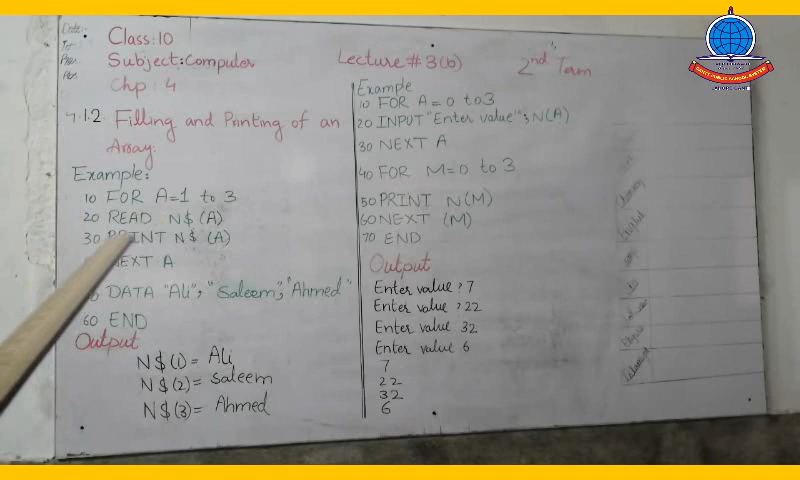 Class:10
Subject:Computer
Chp : 4
Lecture # 3(b)
2nd Term
4.1.2 Filling and Printing of an
Array:
Example:
10 FOR A=1 to 3
20 READ N$ (A)
30 PRINT N$ (A)
NEXT A
DATA "Ali", "Saleem", "Ahmed"
60 END
Output
N$(1)= Ali
N$(2)= Saleem
N$(3)= Ahmed
Example
10 FOR A=0 to 3
20 INPUT "Enter value"; N(A)
30 NEXT A
40 FOR M=0 to 3
50 PRINT N(M)
60 NEXT (M)
70 END
Output
Enter value ? 7
Enter value ? 22
Enter value 32
Enter value 6
7
22
32
6
LAHORE CANTT